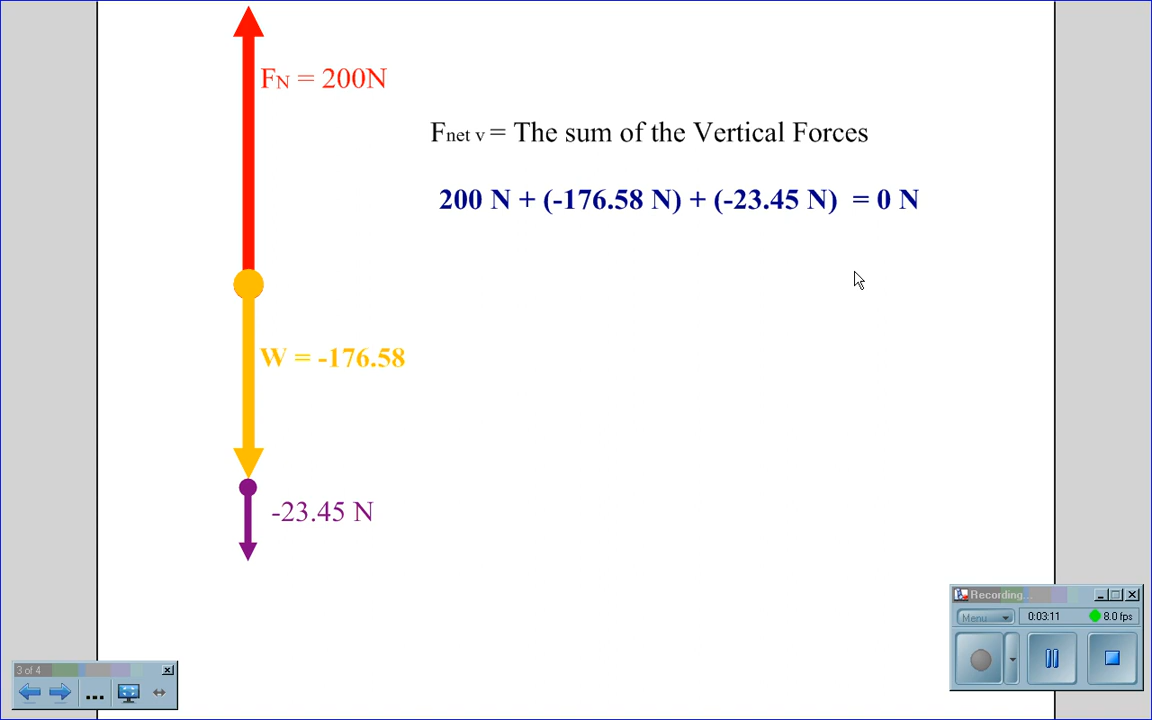 FN = 200N
Fnet v = The sum of the Vertical Forces
200 N + (-176.58 N) + (-23.45 N) = 0 N
W = -176.58
-23.45 N
Recording...
Menu
0:03:11
8.0 fps
3 of 4
...